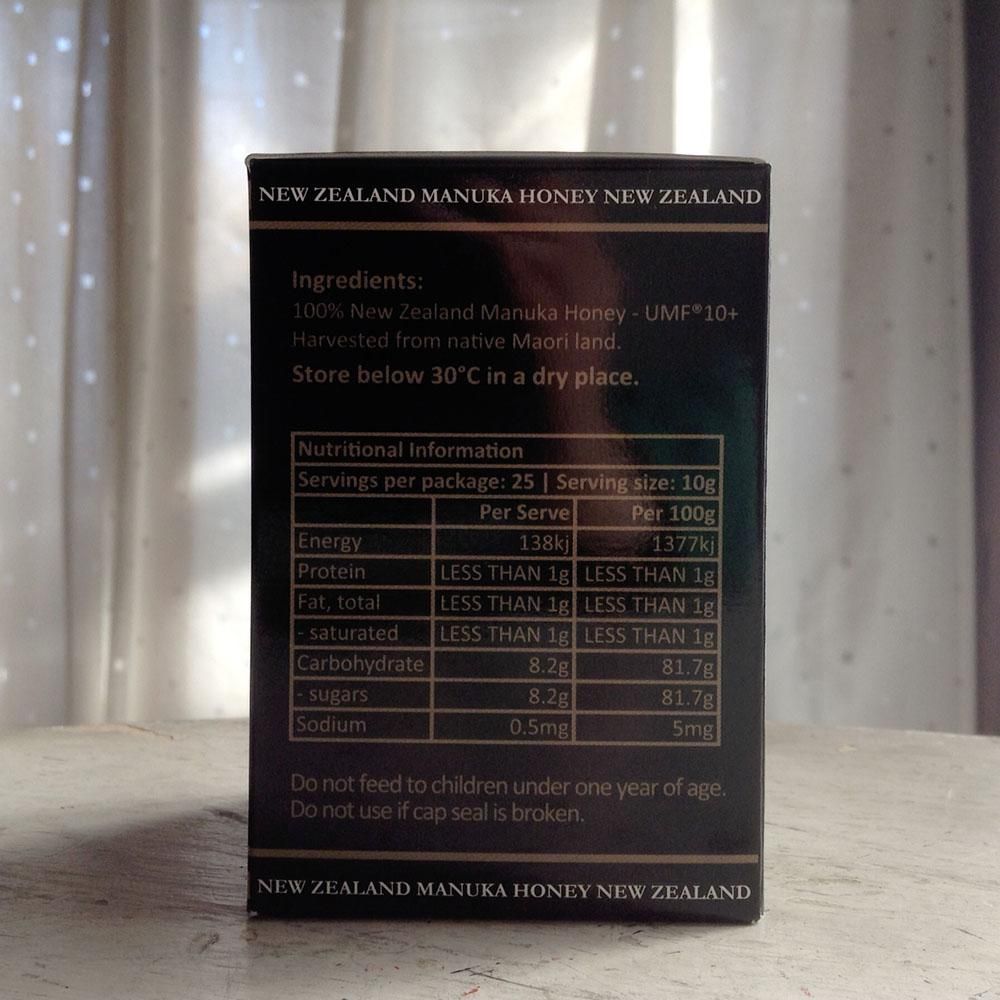 NEW ZEALAND MANUKA HONEY NEW ZEALAND
Ingredients:
100% New Zealand Manuka Honey - UMF®10+
Harvested from native Maori land.
Store below 30°C in a dry place.
Nutritional Information
Servings per package: 25 | Serving size: 10g
Per Serve Per 100g
Energy 138kj 1377kj
Protein LESS THAN 1g LESS THAN 1g
Fat, total LESS THAN 1g LESS THAN 1g
- saturated LESS THAN 1g LESS THAN 1g
Carbohydrate 8.2g 81.7g
- sugars 8.2g 81.7g
Sodium 0.5mg 5mg
Do not feed to children under one year of age.
Do not use if cap seal is broken.
NEW ZEALAND MANUKA HONEY NEW ZEALAND